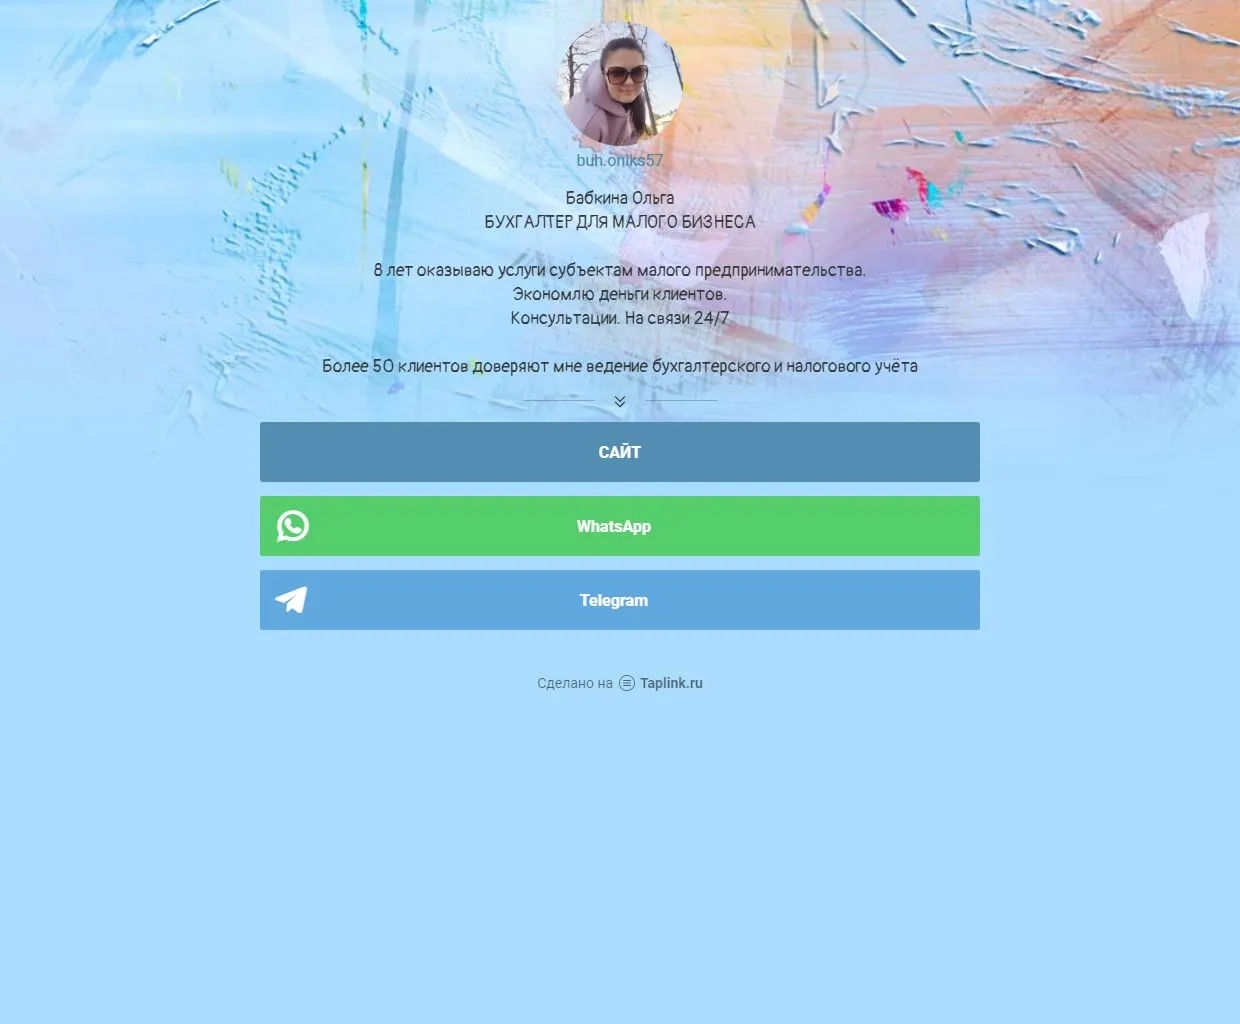 buh.oniks57
Бабкина Ольга
БУХГАЛТЕР ДЛЯ МАЛОГО БИЗНЕСА
8 лет оказываю услуги субъектам малого предпринимательства.
Экономлю деньги клиентов.
Консультации. На связи 24/7
Более 50 клиентов доверяют мне ведение бухгалтерского и налогового учёта
САЙТ
WhatsApp
Telegram
Сделано на Taplink.ru